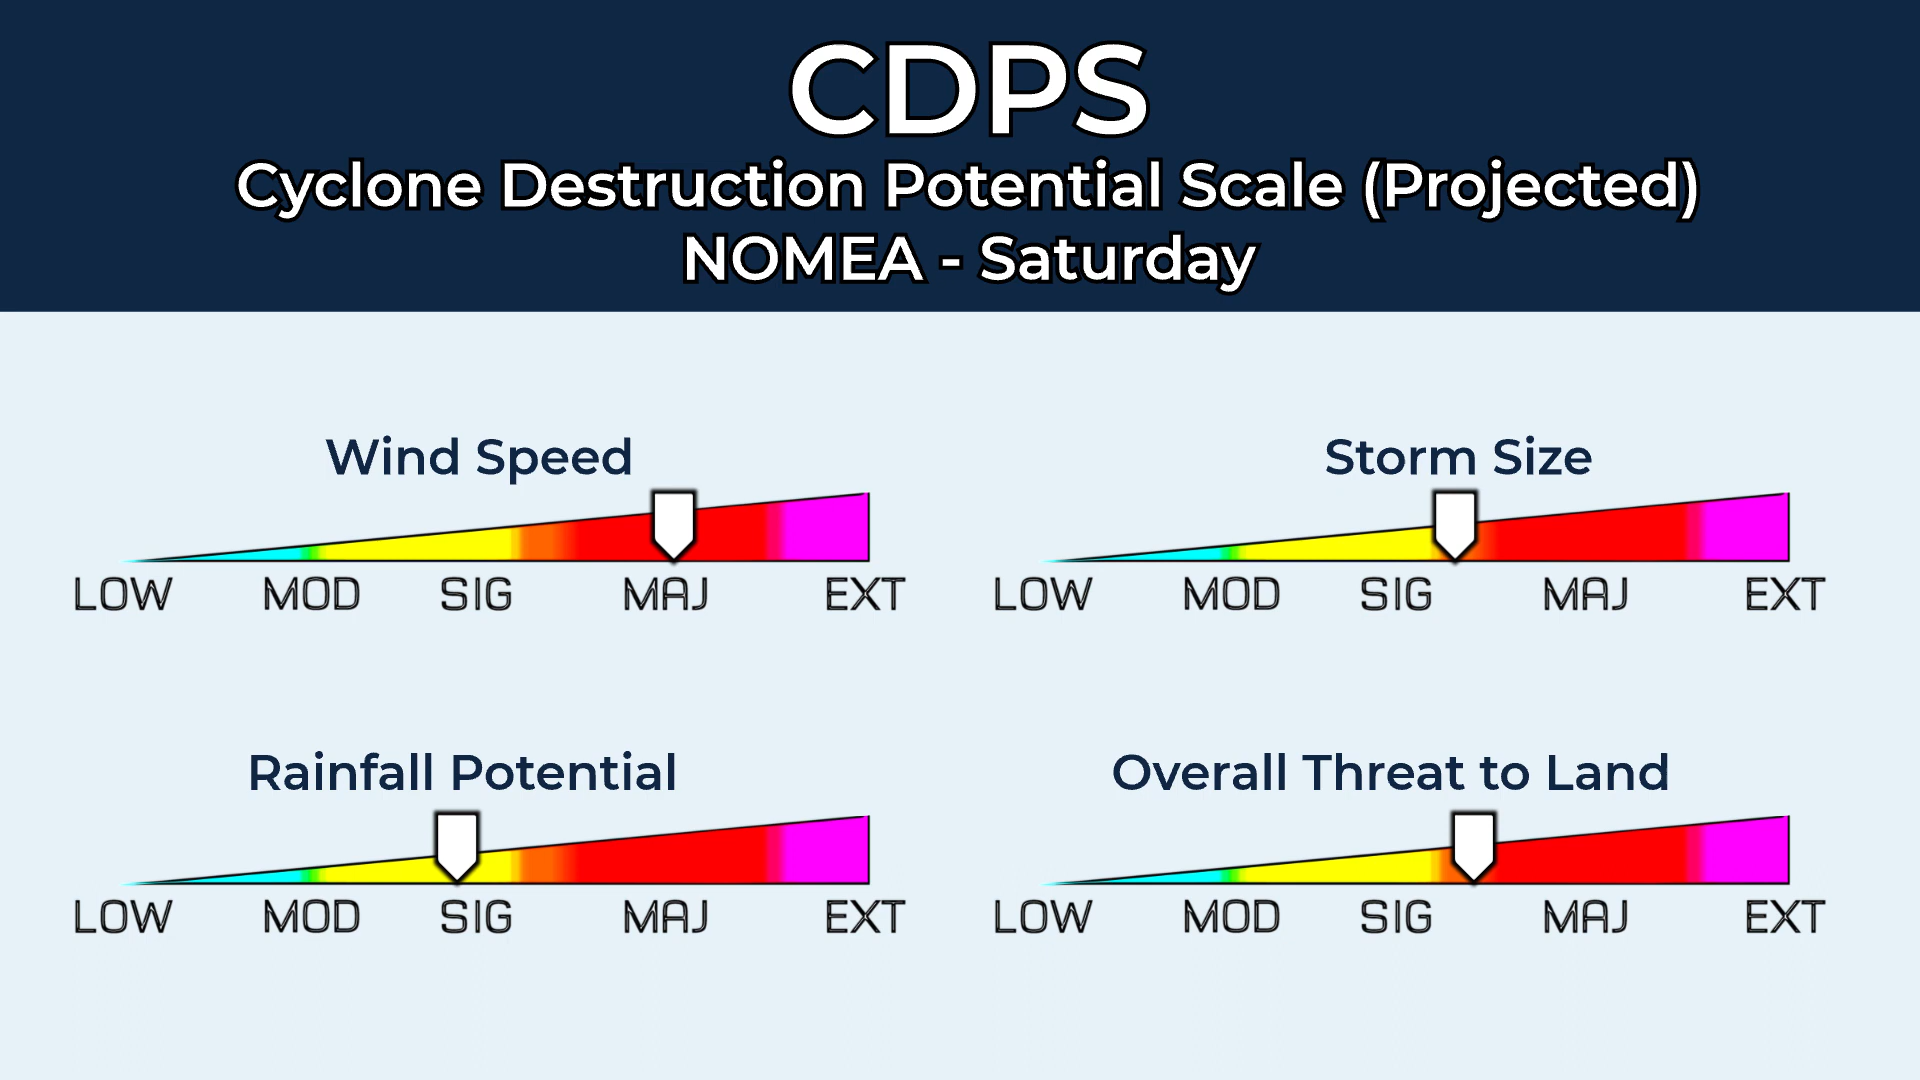 CDPS
Cyclone Destruction Potential Scale (Projected)
NOMEA - Saturday
Wind Speed
LOW MOD SIG MAJ EXT
Storm Size
LOW MOD SIG MAJ EXT
Rainfall Potential
LOW MOD SIG MAJ EXT
Overall Threat to Land
LOW MOD SIG MAJ EXT